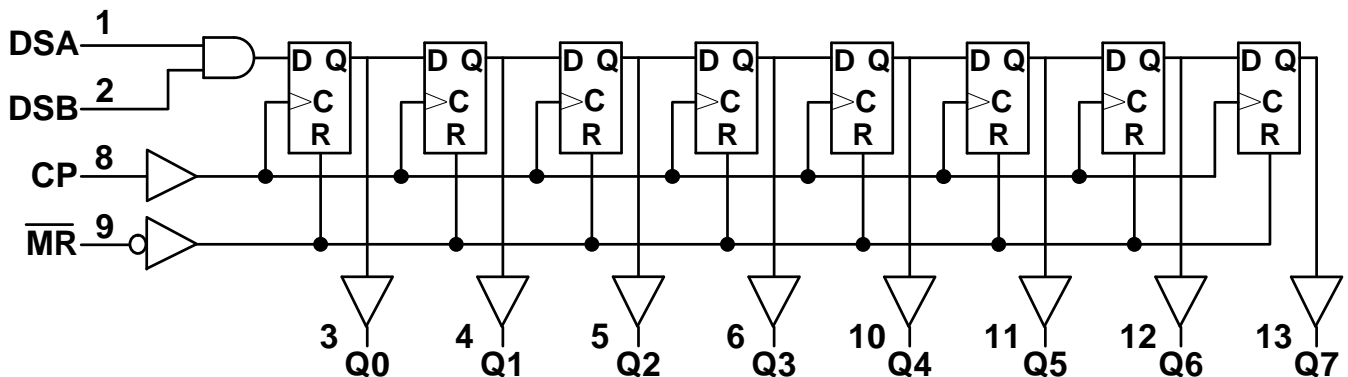 DSA 1
DSB 2
CP 8
M̅R̅ 9
D Q C R
D Q C R
D Q C R
D Q C R
D Q C R
D Q C R
D Q C R
D Q C R
3 Q0
4 Q1
5 Q2
6 Q3
10 Q4
11 Q5
12 Q6
13 Q7